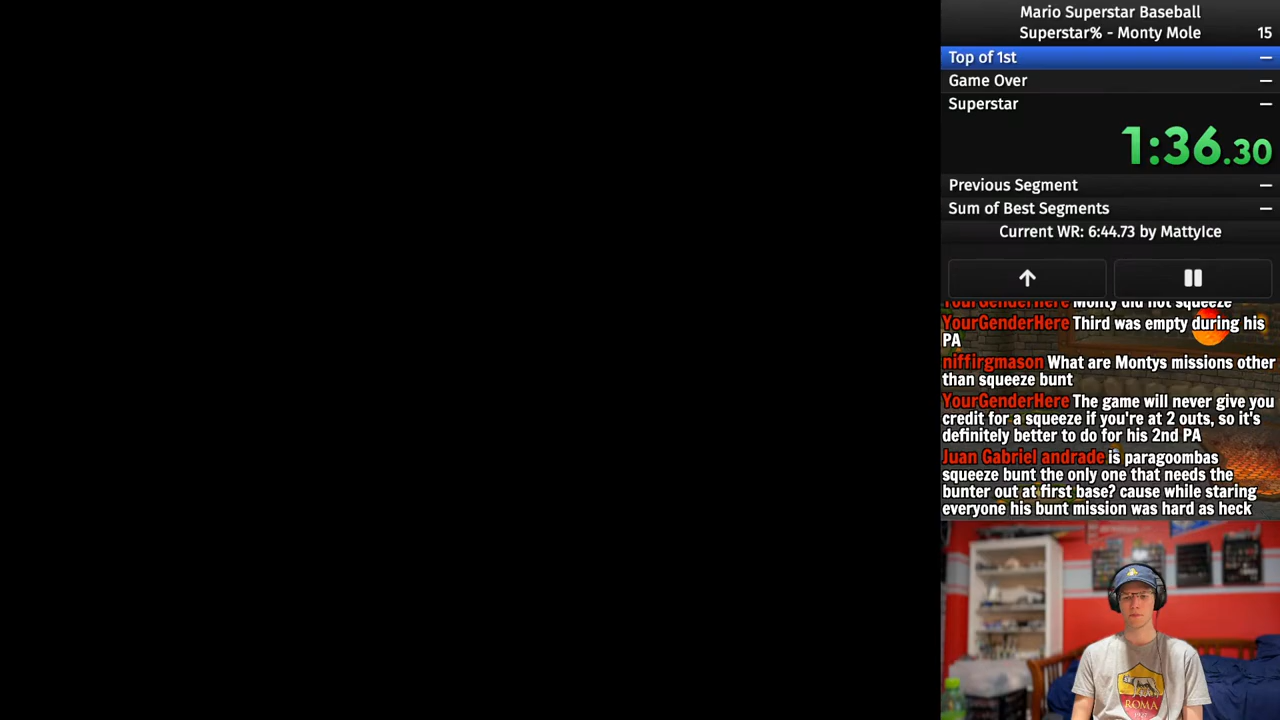 Mario Superstar Baseball
Superstar% - Monty Mole 15
Top of 1st —
Game Over —
Superstar —
1:36.30
Previous Segment —
Sum of Best Segments —
Current WR: 6:44.73 by MattyIce
YourGenderHere Monty did not squeeze
YourGenderHere Third was empty during his
PA
niffirgmason What are Montys missions other
than squeeze bunt
YourGenderHere The game will never give you
credit for a squeeze if you're at 2 outs, so it's
definitely better to do for his 2nd PA
Juan Gabriel andrade is paragoombas
squeeze bunt the only one that needs the
bunter out at first base? cause while staring
everyone his bunt mission was hard as heck
ROMA